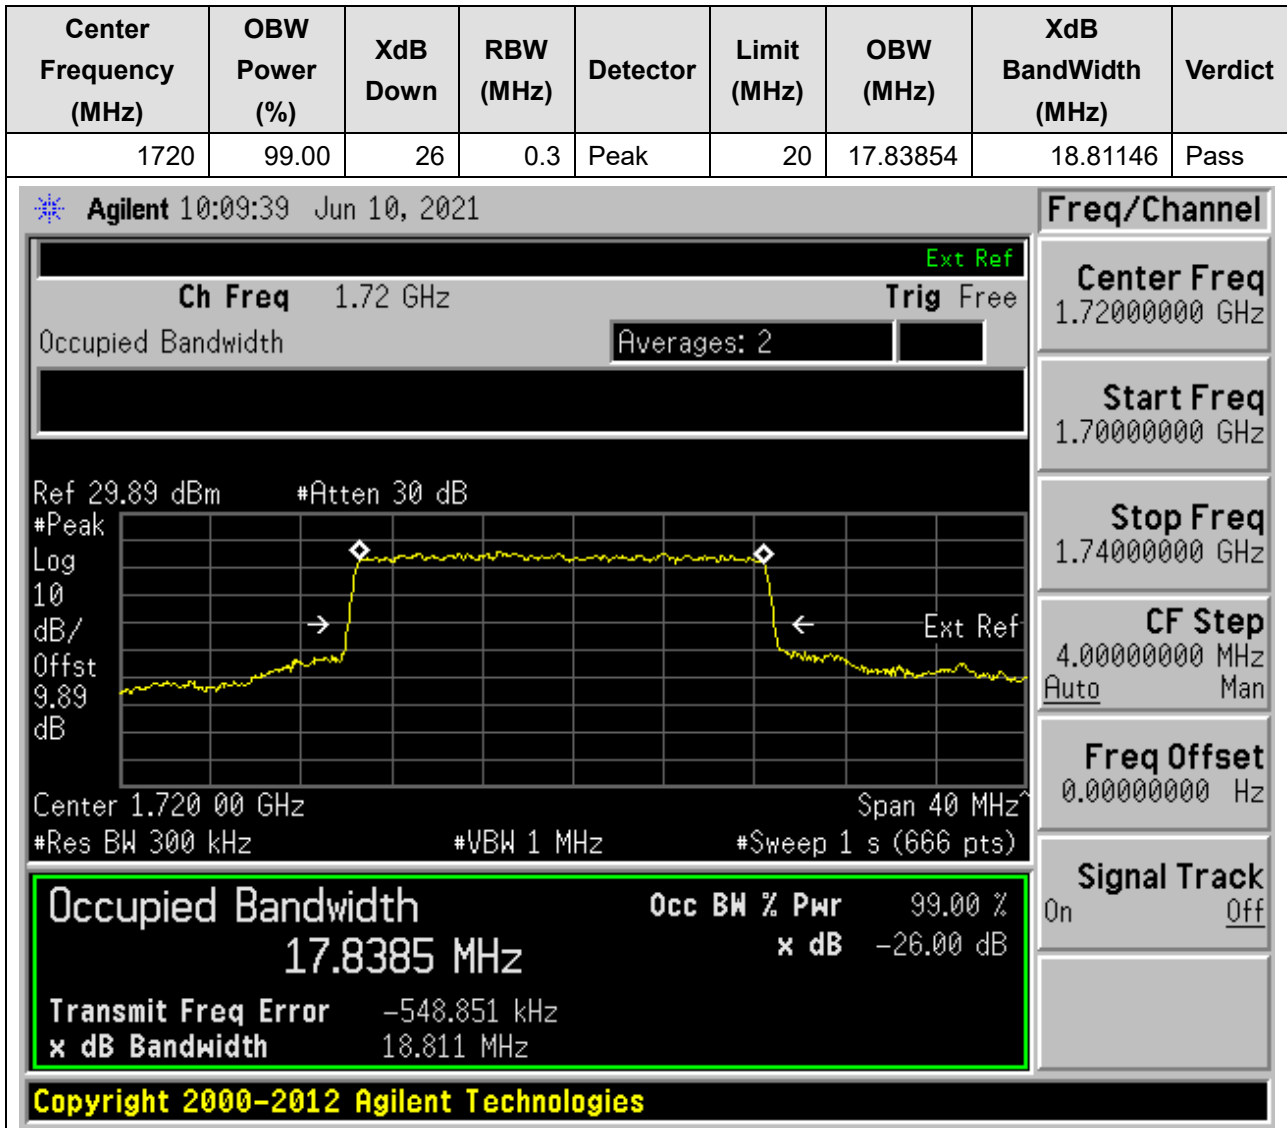 Center Frequency (MHz) OBW Power (%) XdB Down RBW (MHz) Detector Limit (MHz) OBW (MHz) XdB BandWidth (MHz) Verdict
1720 99.00 26 0.3 Peak 20 17.83854 18.81146 Pass
Agilent 10:09:39 Jun 10, 2021
Freq/Channel
Ext Ref
Ch Freq 1.72 GHz Trig Free
Occupied Bandwidth Averages: 2
Center Freq
1.72000000 GHz
Start Freq
1.70000000 GHz
Stop Freq
1.74000000 GHz
CF Step
4.00000000 MHz
Auto Man
Freq Offset
0.00000000 Hz
Signal Track
On Off
Ref 29.89 dBm #Atten 30 dB
#Peak
Log
10
dB/
Offst
9.89
dB
Ext Ref
Center 1.720 00 GHz Span 40 MHz^
#Res BW 300 kHz #VBW 1 MHz #Sweep 1 s (666 pts)
Occupied Bandwidth
17.8385 MHz
Occ BW % Pwr 99.00 %
x dB -26.00 dB
Transmit Freq Error -548.851 kHz
x dB Bandwidth 18.811 MHz
Copyright 2000-2012 Agilent Technologies